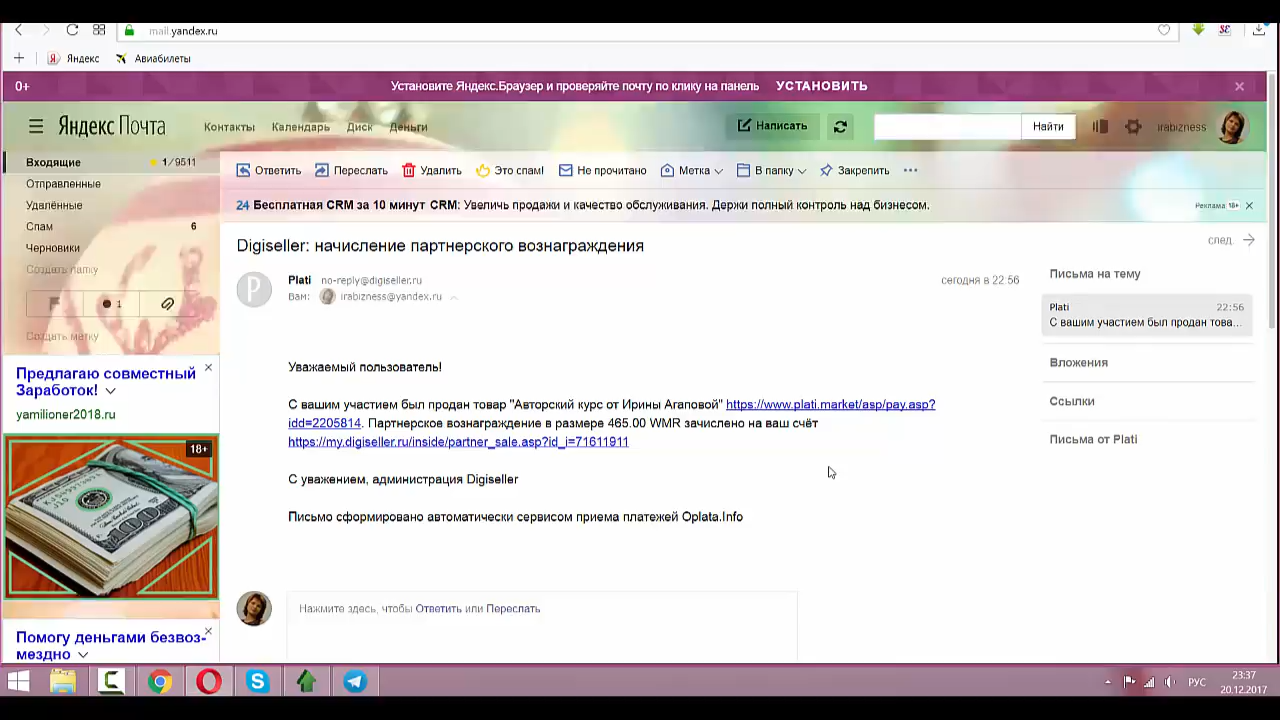 mail.yandex.ru
SЄ
Яндекс
Авиабилеты
0+
Установите Яндекс.Браузер и проверяйте почту по клику на панель УСТАНОВИТЬ
Яндекс Почта
Контакты Календарь Диск Деньги
Написать
Найти
irabizness
Входящие 1/9511
Отправленные
Удалённые
Спам 6
Черновики
Создать папку
1
Создать метку
Ответить Переслать Удалить Это спам! Не прочитано Метка В папку Закрепить
24 Бесплатная CRM за 10 минут CRM: Увеличь продажи и качество обслуживания. Держи полный контроль над бизнесом.
Реклама 18+
Digiseller: начисление партнерского вознаграждения
след.
P
Plati no-reply@digiseller.ru
сегодня в 22:56
Вам: irabizness@yandex.ru
Уважаемый пользователь!
С вашим участием был продан товар "Авторский курс от Ирины Агаповой" https://www.plati.market/asp/pay.asp?
idd=2205814. Партнерское вознаграждение в размере 465.00 WMR зачислено на ваш счёт
https://my.digiseller.ru/inside/partner_sale.asp?id_i=71611911
С уважением, администрация Digiseller
Письмо сформировано автоматически сервисом приема платежей Oplata.Info
Нажмите здесь, чтобы Ответить или Переслать
Письма на тему
Plati 22:56
С вашим участием был продан това...
Вложения
Ссылки
Письма от Plati
Предлагаю совместный
Заработок!
yamilioner2018.ru
18+
100
Помогу деньгами безвоз-
мездно
РУС
23:37
20.12.2017